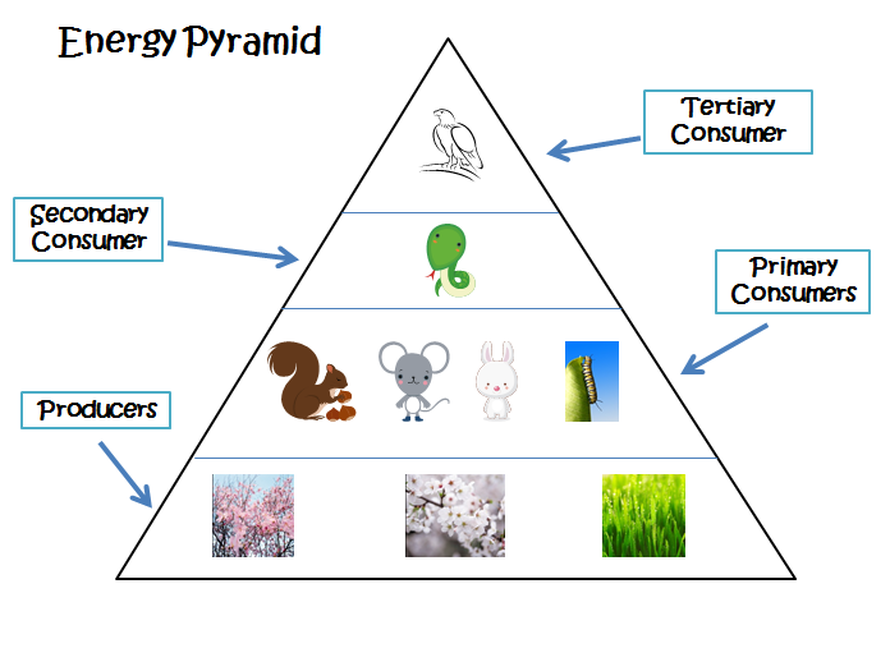 Energy Pyramid
Tertiary
Consumer
Secondary
Consumer
Primary
Consumers
Producers